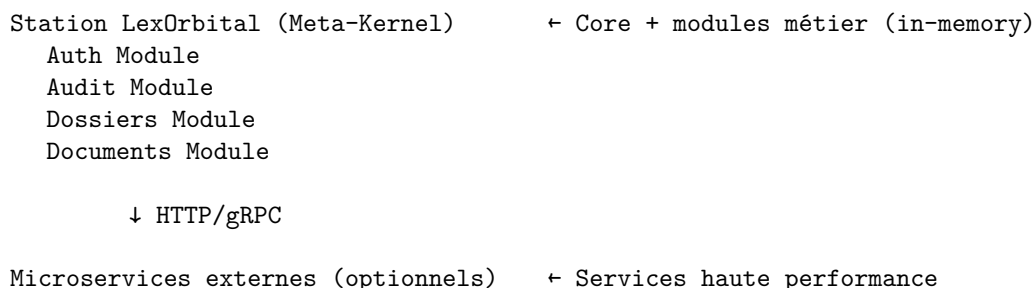 Station LexOrbital (Meta-Kernel) ← Core + modules métier (in-memory)
Auth Module
Audit Module
Dossiers Module
Documents Module
↓ HTTP/gRPC
Microservices externes (optionnels) ← Services haute performance